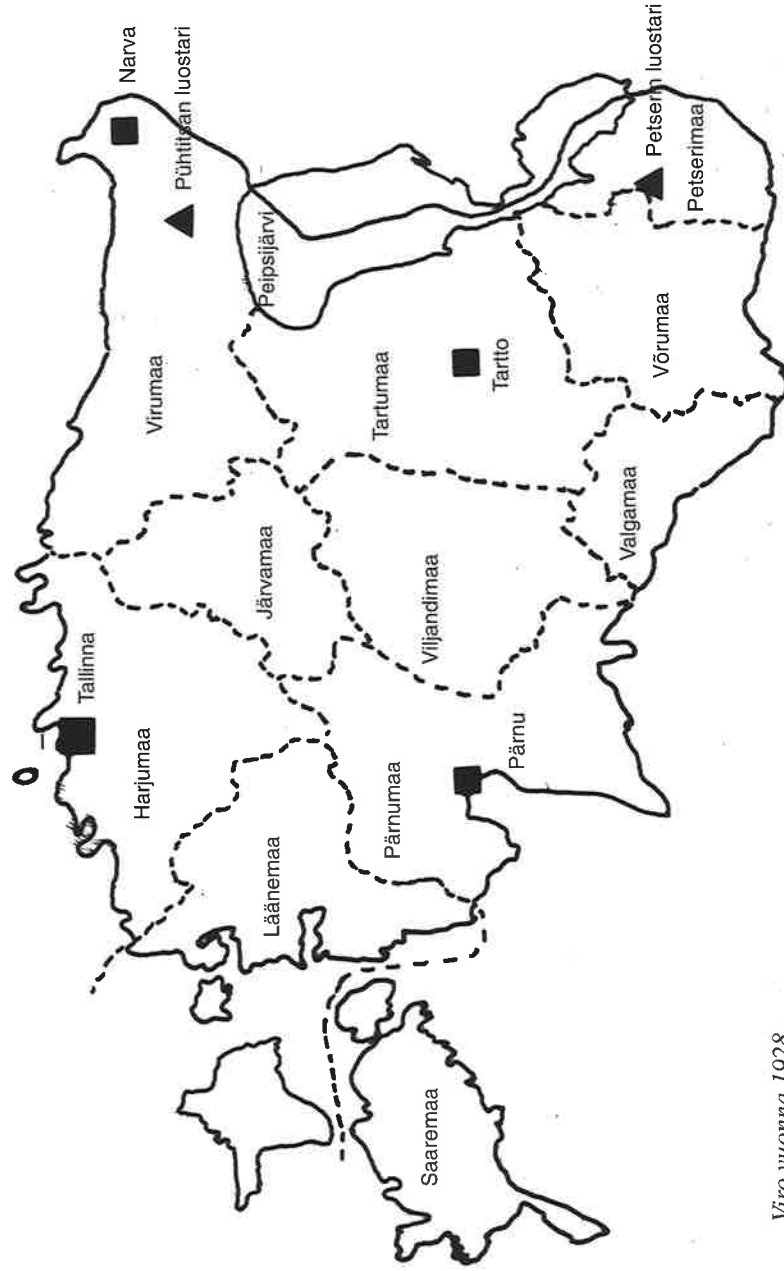 Narva
Pühtitsan luostari
Tallinna
Virumaa
Peipsijärvi
Harjumaa
Järvamaa
Tartumaa
Tartto
Läänemaa
Pärnumaa
Viljandimaa
Pärnu
Valgamaa
Võrumaa
Petserin luostari
Petserimaa
Saaremaa
Viro vuonna 1928